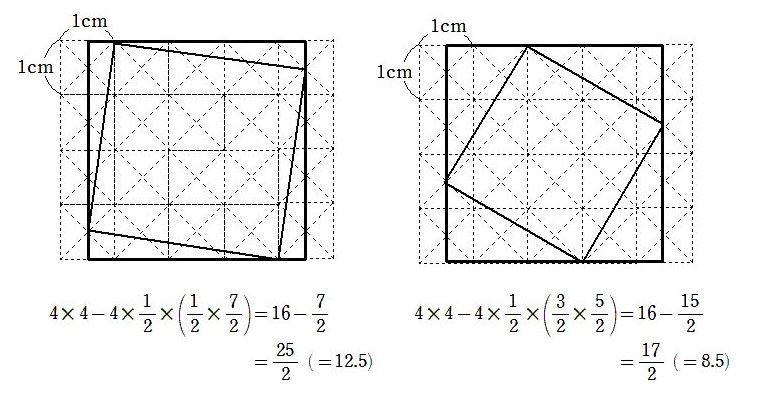 1cm
1cm
4×4−4×1/2×(1/2×7/2)=16−7/2
=25/2 (=12.5)
1cm
1cm
4×4−4×1/2×(3/2×5/2)=16−15/2
=17/2 (=8.5)